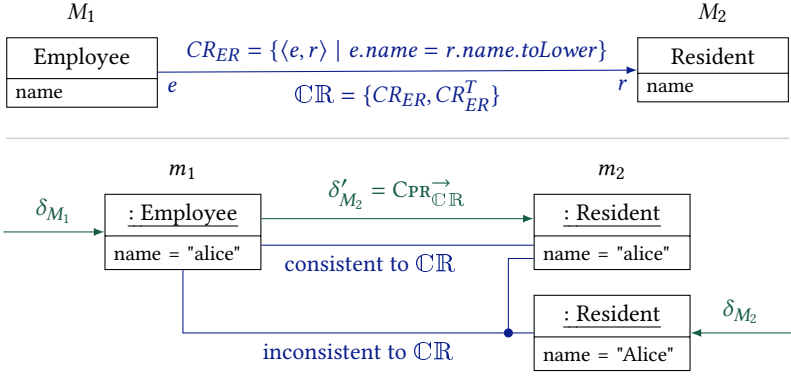 M₁ M₂
Employee CR_ER = {⟨e, r⟩ | e.name = r.name.toLower} Resident
name e ℂℝ = {CR_ER, CR_ER^T} r name
m₁ m₂
δ_M₁ : Employee δ′_M₂ = CPR→_ℂℝ : Resident
name = "alice" name = "alice"
consistent to ℂℝ
: Resident δ_M₂
inconsistent to ℂℝ name = "Alice"